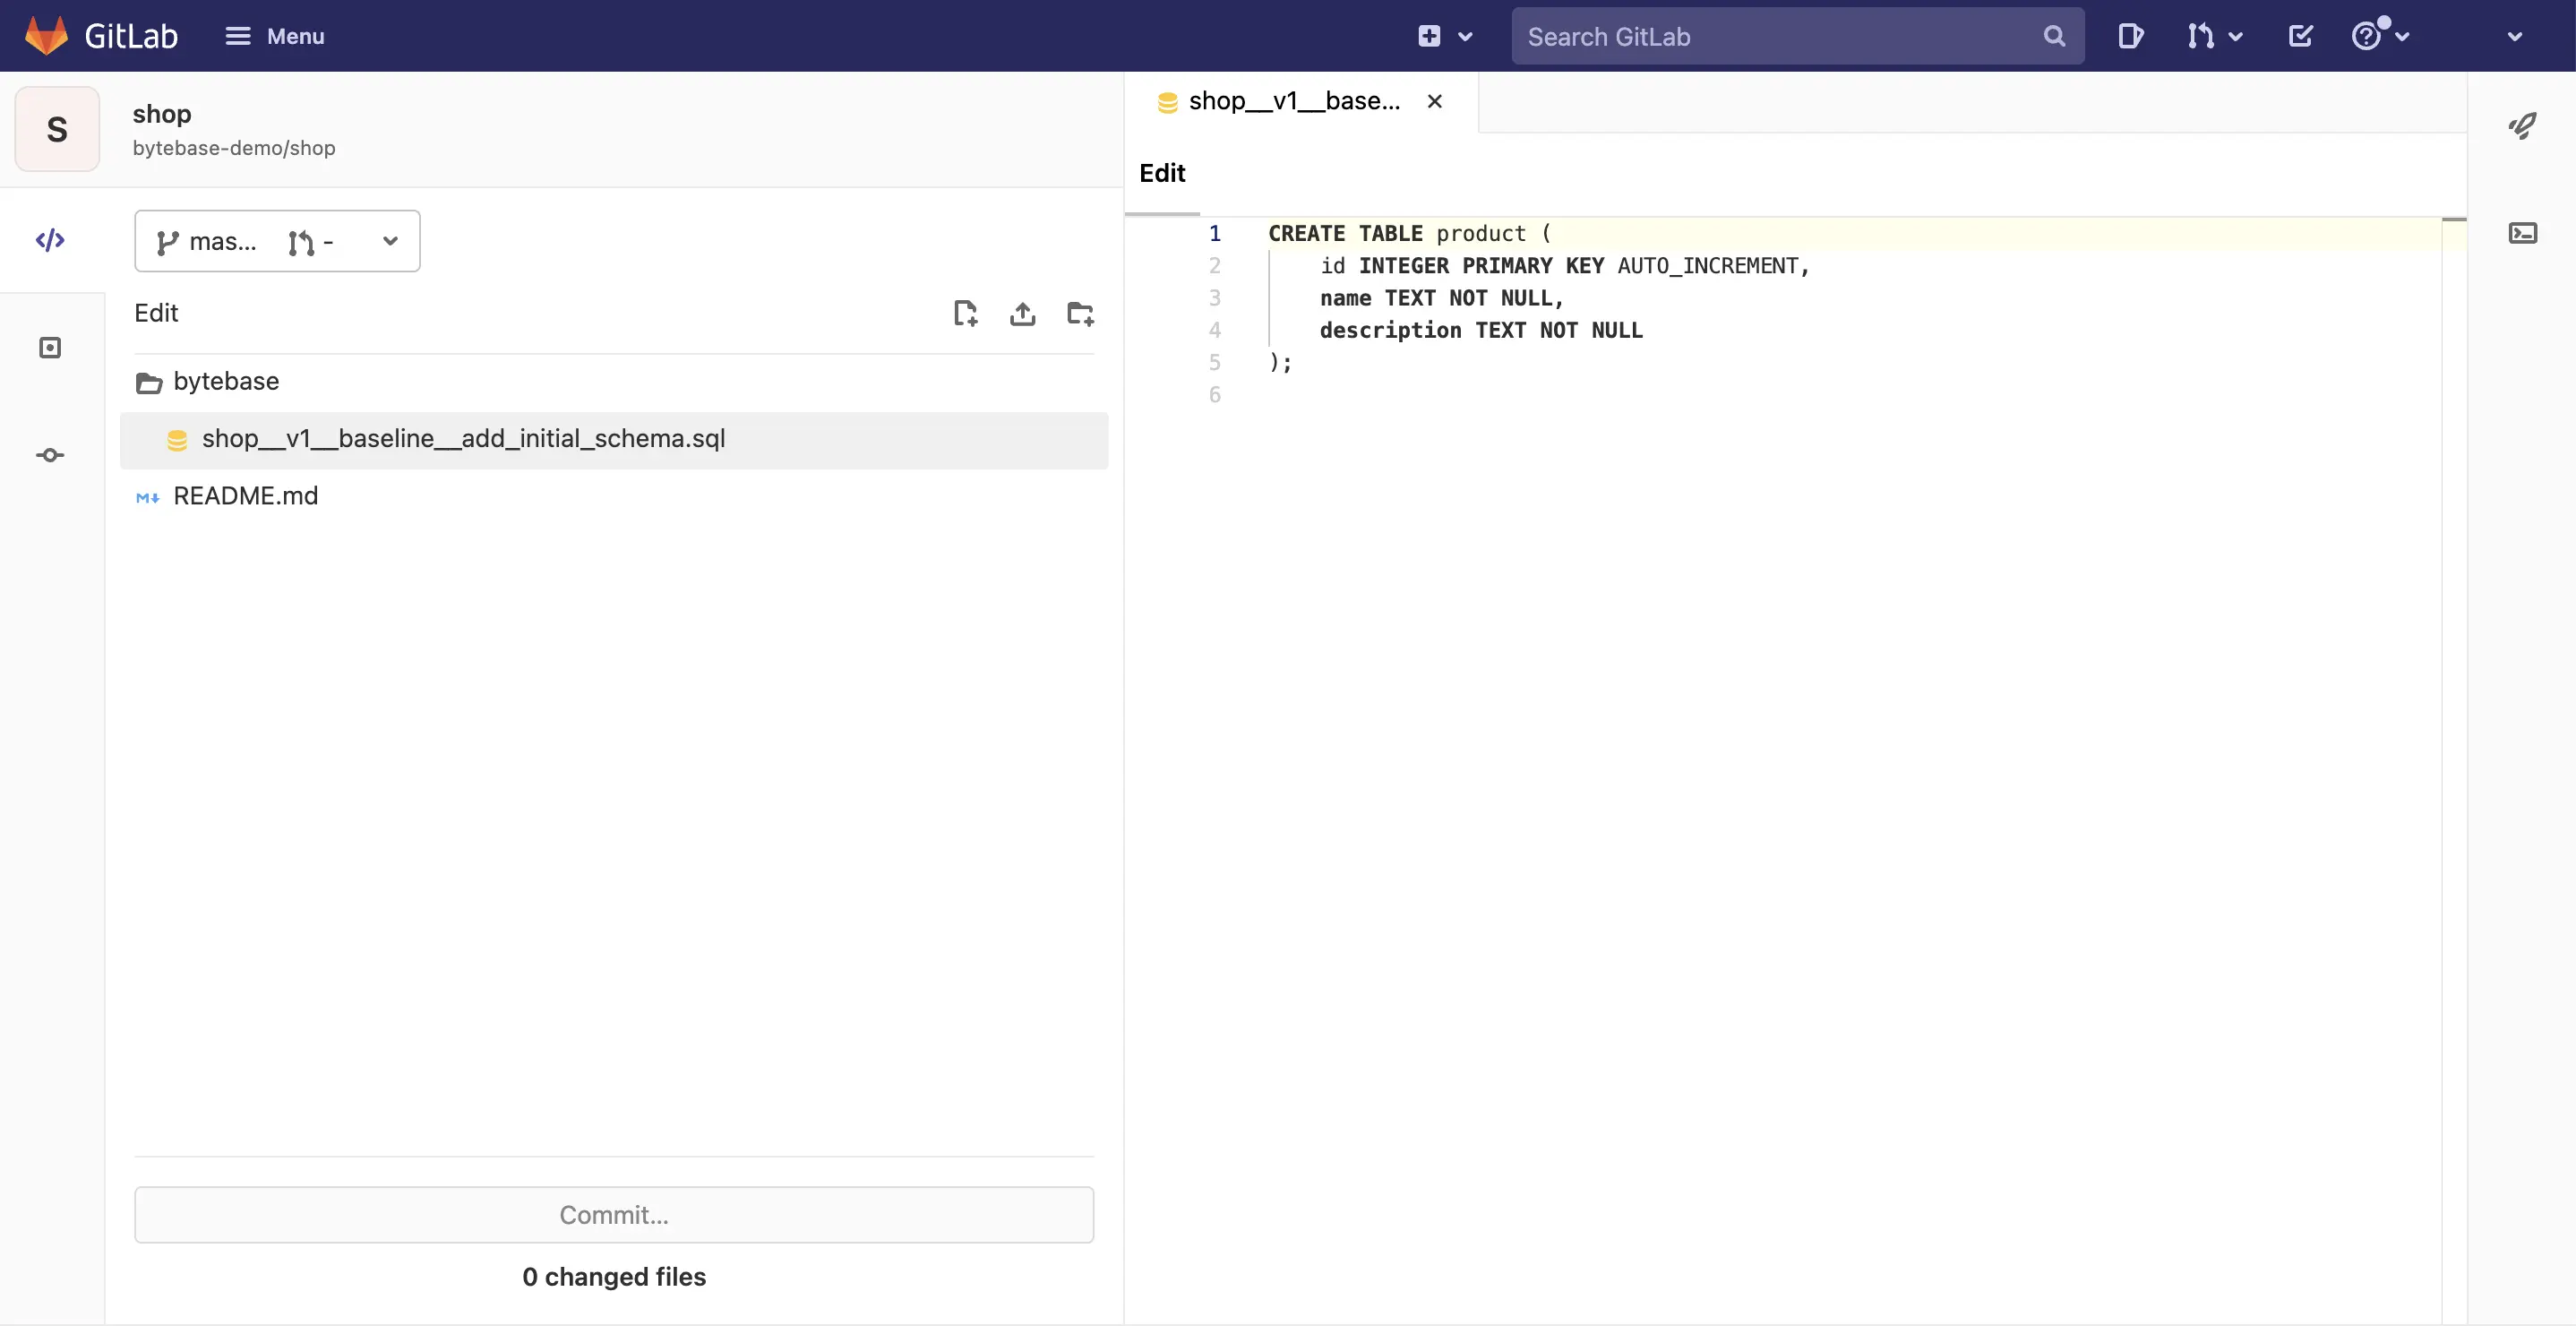 GitLab
Menu
Search GitLab
S
shop
bytebase-demo/shop
mas...
-
Edit
bytebase
shop__v1__baseline__add_initial_schema.sql
README.md
Commit...
0 changed files
shop__v1__base...
Edit
1 CREATE TABLE product (
2 id INTEGER PRIMARY KEY AUTO_INCREMENT,
3 name TEXT NOT NULL,
4 description TEXT NOT NULL
5 );
6